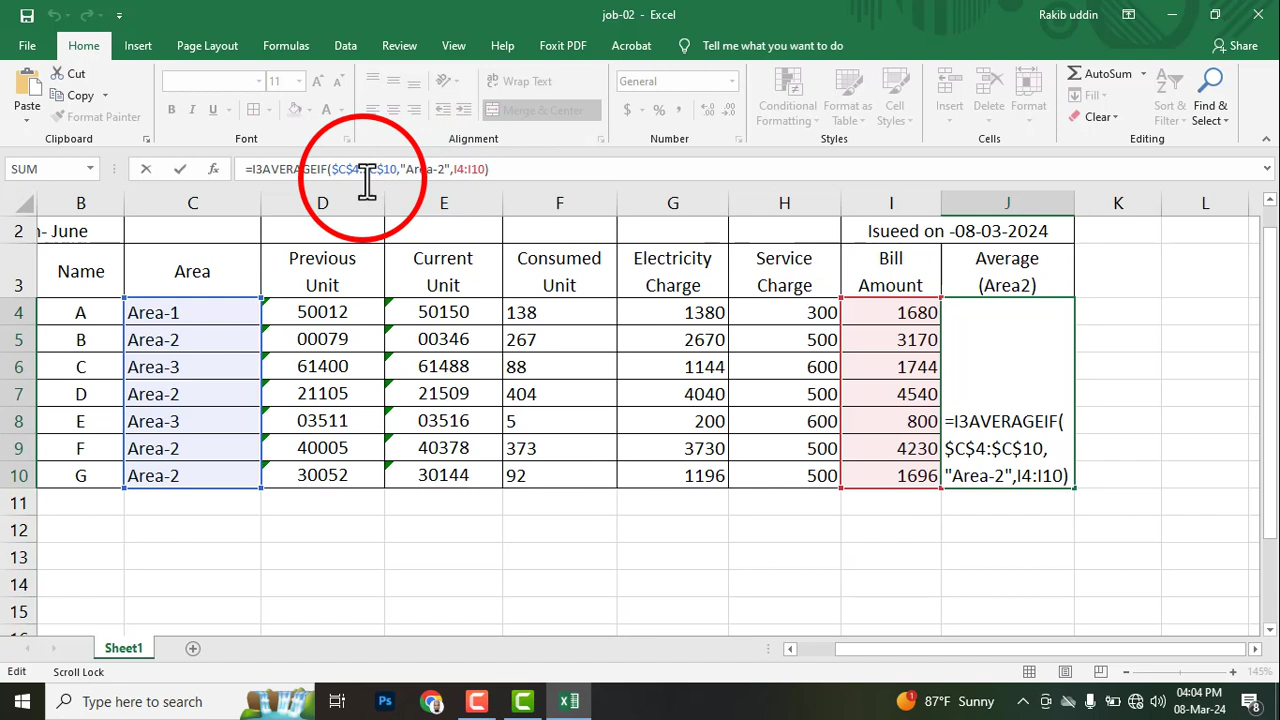 job-02 - Excel
Rakib uddin
File Home Insert Page Layout Formulas Data Review View Help Foxit PDF Acrobat Tell me what you want to do Share
Paste
Cut
Copy
Format Painter
Clipboard
11
B I U
Font
ab Wrap Text
Merge & Center
Alignment
General
$ % ,
Number
Conditional Formatting
Format as Table
Cell Styles
Styles
Insert Delete Format
Cells
AutoSum
Fill
Clear
Sort & Filter
Find & Select
Editing
SUM
fx
=I3AVERAGEIF($C$4:$C$10,"Area-2",I4:I10)
B C D E F G H I J K L
2 n- June Isueed on -08-03-2024
3 Name Area Previous Unit Current Unit Consumed Unit Electricity Charge Service Charge Bill Amount Average (Area2)
4 A Area-1 50012 50150 138 1380 300 1680
5 B Area-2 00079 00346 267 2670 500 3170
6 C Area-3 61400 61488 88 1144 600 1744
7 D Area-2 21105 21509 404 4040 500 4540
8 E Area-3 03511 03516 5 200 600 800 =I3AVERAGEIF(
9 F Area-2 40005 40378 373 3730 500 4230 $C$4:$C$10,
10 G Area-2 30052 30144 92 1196 500 1696 "Area-2",I4:I10)
11
12
13
14
15
Sheet1
Edit Scroll Lock 145%
Type here to search
Ps
87°F Sunny
04:04 PM
08-Mar-24
8